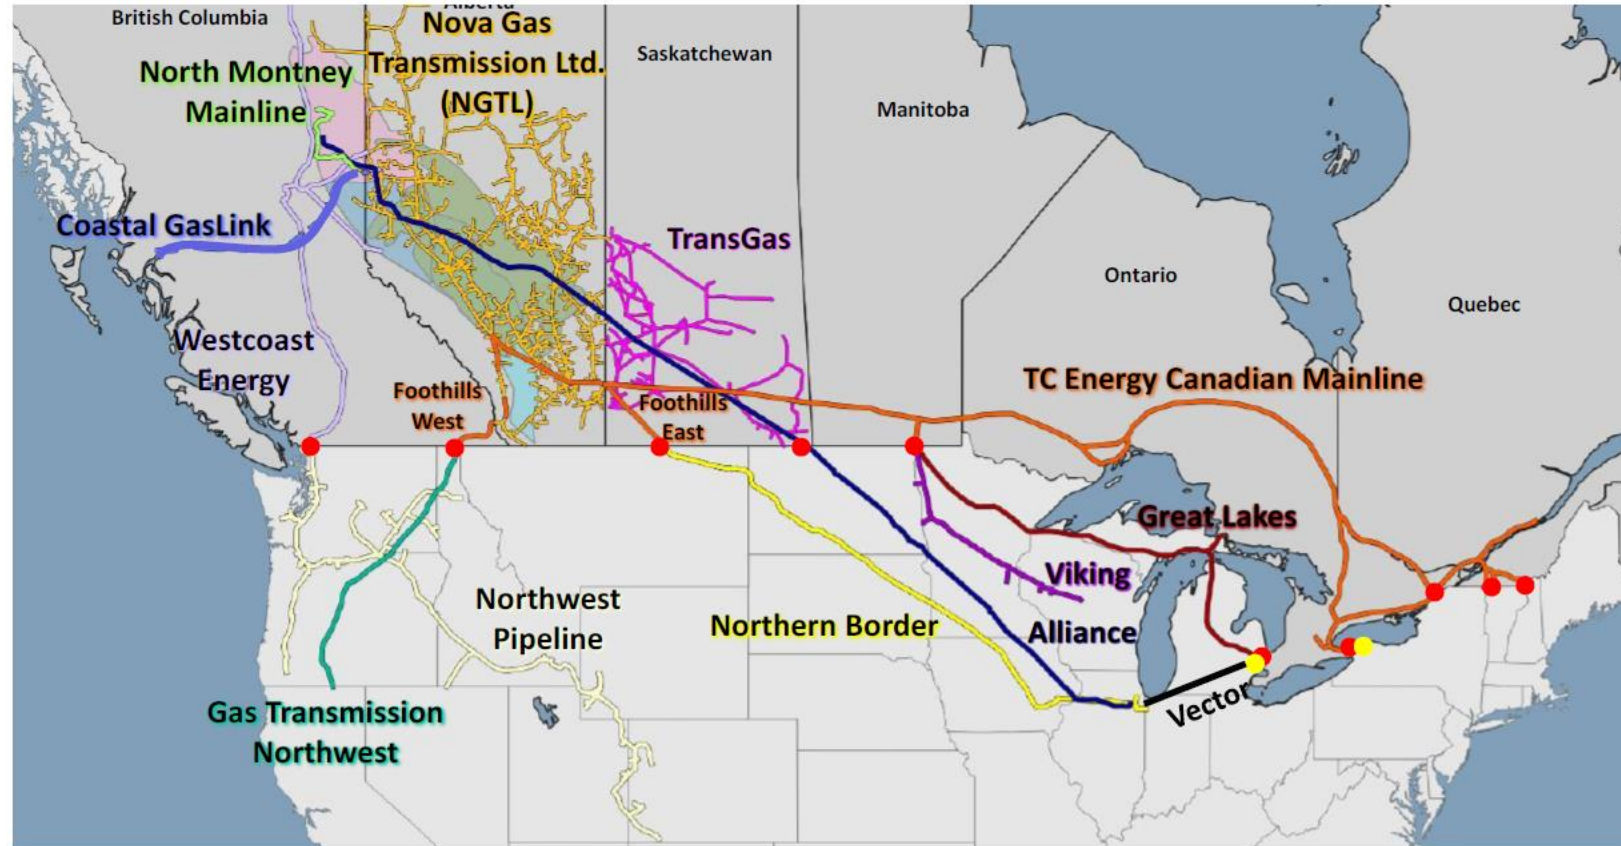 British Columbia
Alberta
Nova Gas
Transmission Ltd.
(NGTL)
Saskatchewan
North Montney
Mainline
Manitoba
Coastal GasLink
TransGas
Ontario
Quebec
Westcoast
Energy
Foothills
West
Foothills
East
TC Energy Canadian Mainline
Great Lakes
Viking
Northwest
Pipeline
Northern Border
Alliance
Vector
Gas Transmission
Northwest